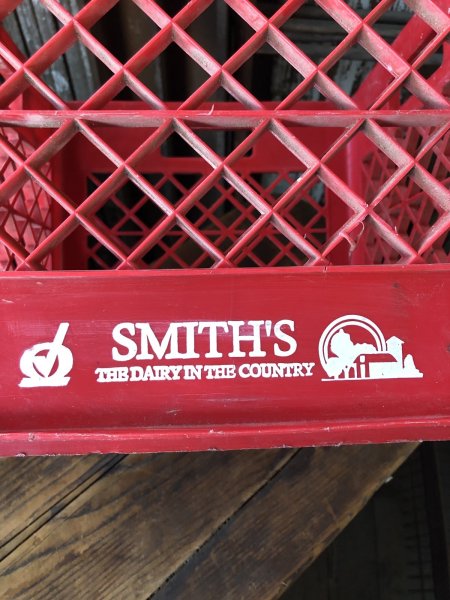 SMITH'S
THE DAIRY IN THE COUNTRY